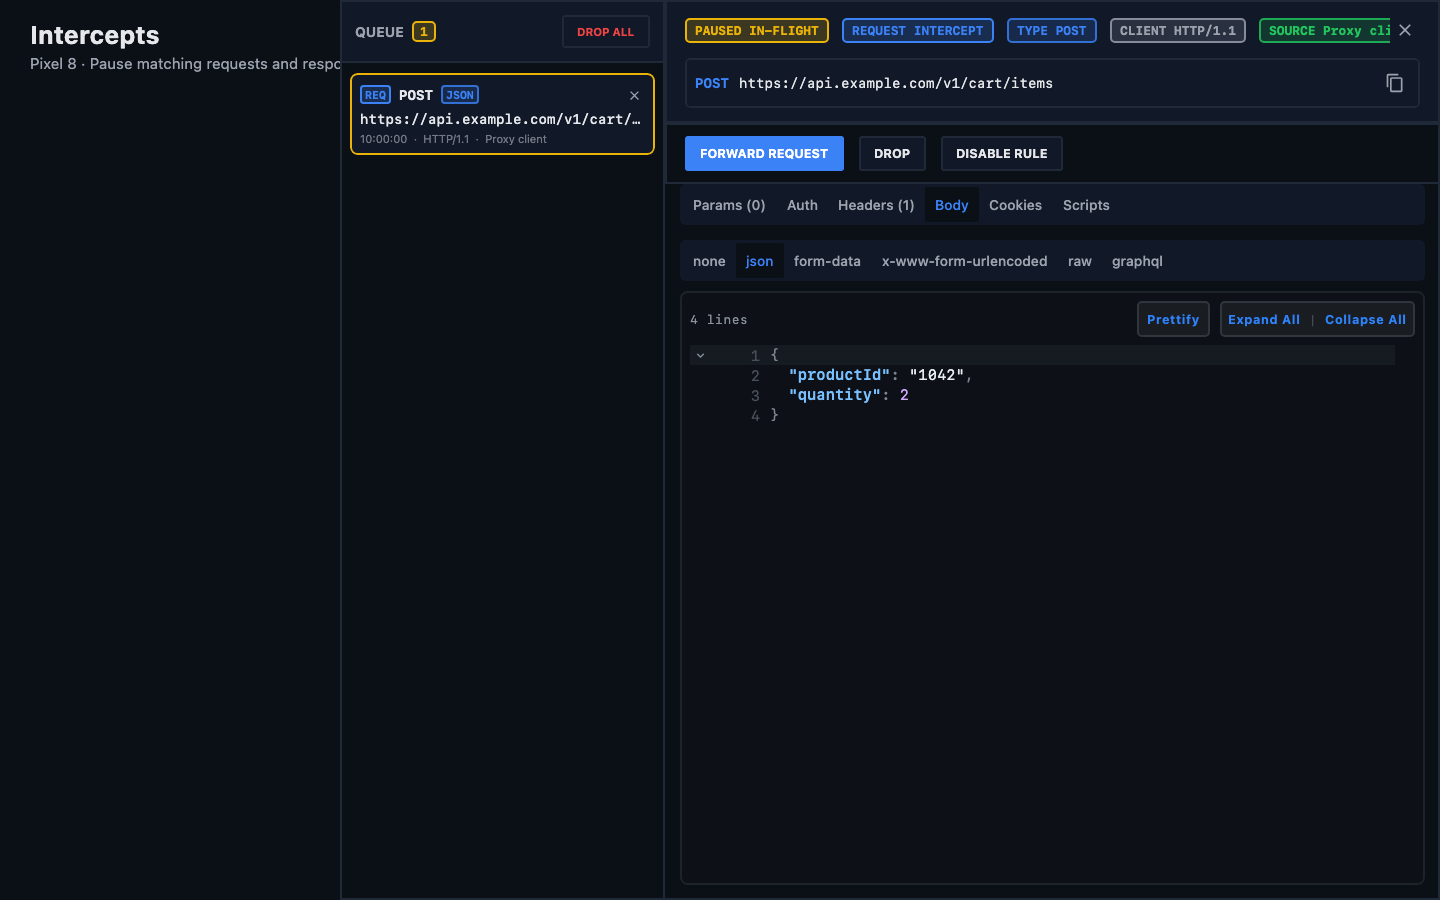 Intercepts
Pixel 8 · Pause matching requests and respo
QUEUE 1 DROP ALL
REQ POST JSON
https://api.example.com/v1/cart/…
10:00:00 · HTTP/1.1 · Proxy client
PAUSED IN-FLIGHT REQUEST INTERCEPT TYPE POST CLIENT HTTP/1.1 SOURCE Proxy cli
POST https://api.example.com/v1/cart/items
FORWARD REQUEST DROP DISABLE RULE
Params (0) Auth Headers (1) Body Cookies Scripts
none json form-data x-www-form-urlencoded raw graphql
4 lines Prettify Expand All | Collapse All
1 {
2 "productId": "1042",
3 "quantity": 2
4 }